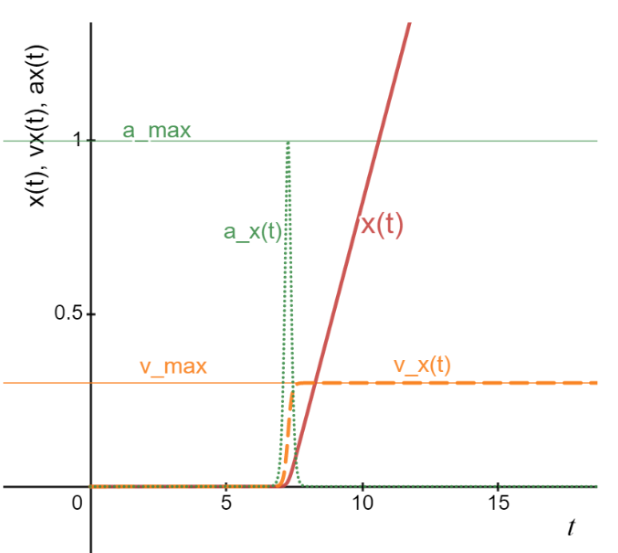 x(t), vx(t), ax(t)
1
a_max
a_x(t)
x(t)
0.5
v_max
v_x(t)
0
5
10
15
t